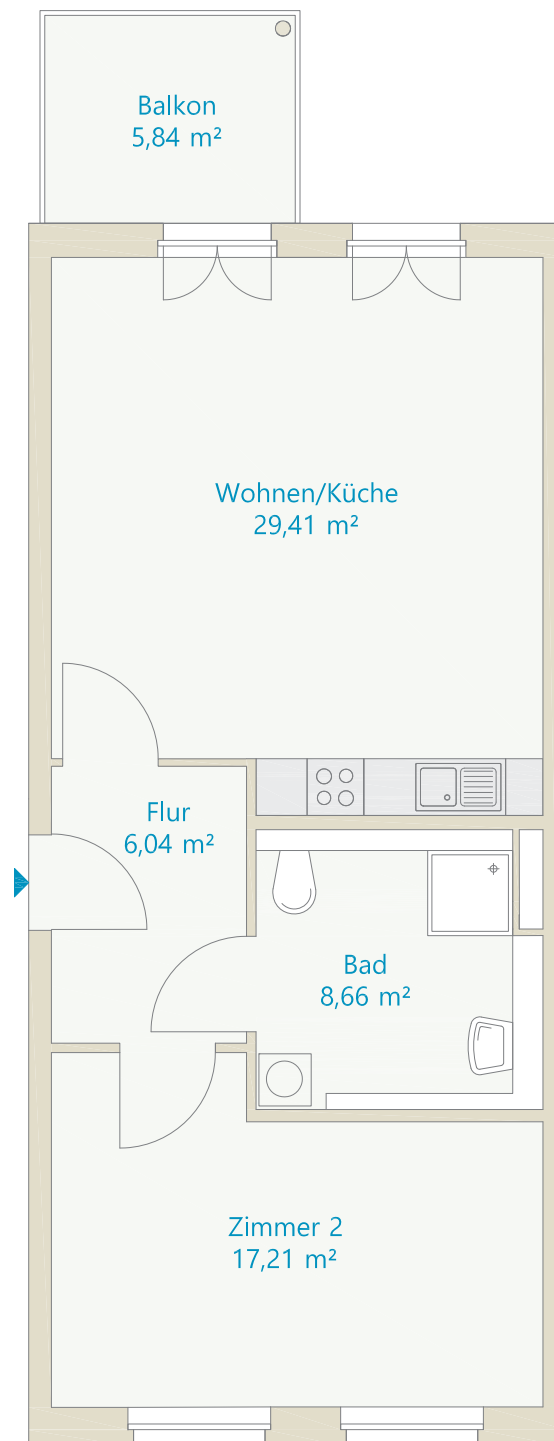 Balkon
5,84 m²
Wohnen/Küche
29,41 m²
Flur
6,04 m²
Bad
8,66 m²
Zimmer 2
17,21 m²